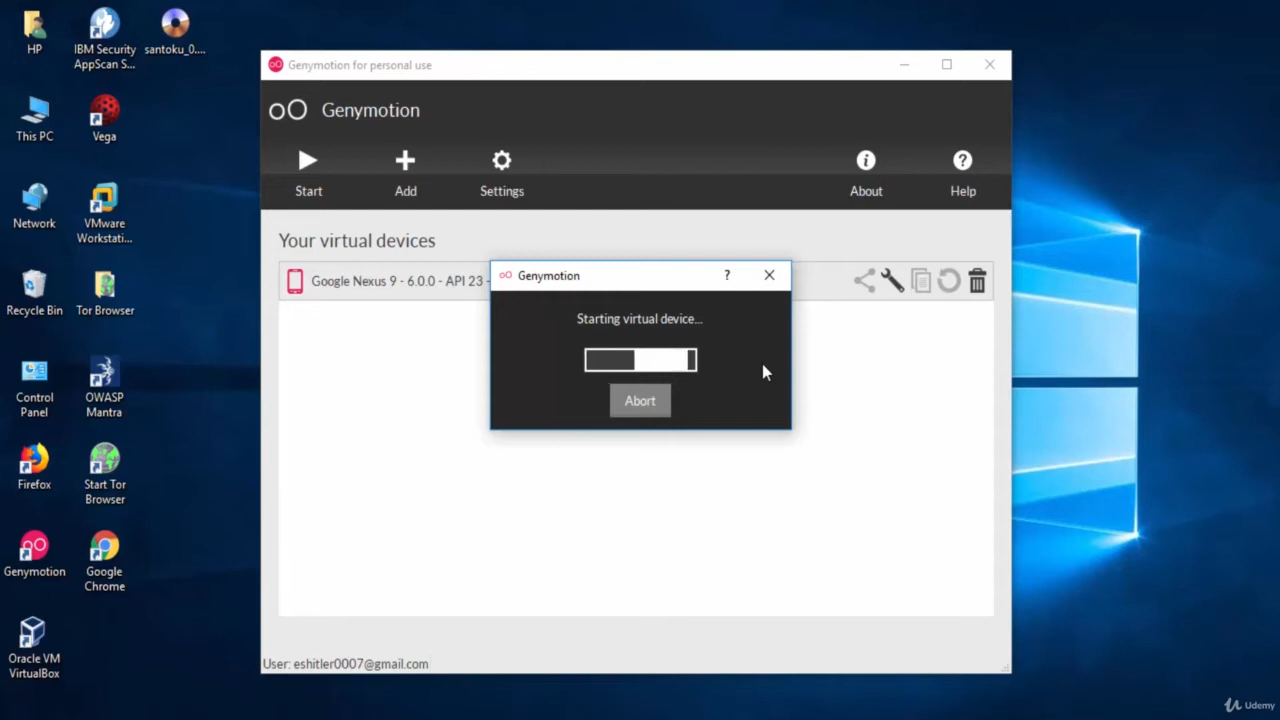 HP
IBM Security
AppScan S...
santoku_0....
This PC
Vega
Network
VMware
Workstati...
Recycle Bin
Tor Browser
Control
Panel
OWASP
Mantra
Firefox
Start Tor
Browser
Genymotion
Google
Chrome
Oracle VM
VirtualBox
Genymotion for personal use
Genymotion
Start
Add
Settings
About
Help
Your virtual devices
Google Nexus 9 - 6.0.0 - API 23 -
Genymotion
?
Starting virtual device...
Abort
User: eshitler0007@gmail.com
Udemy